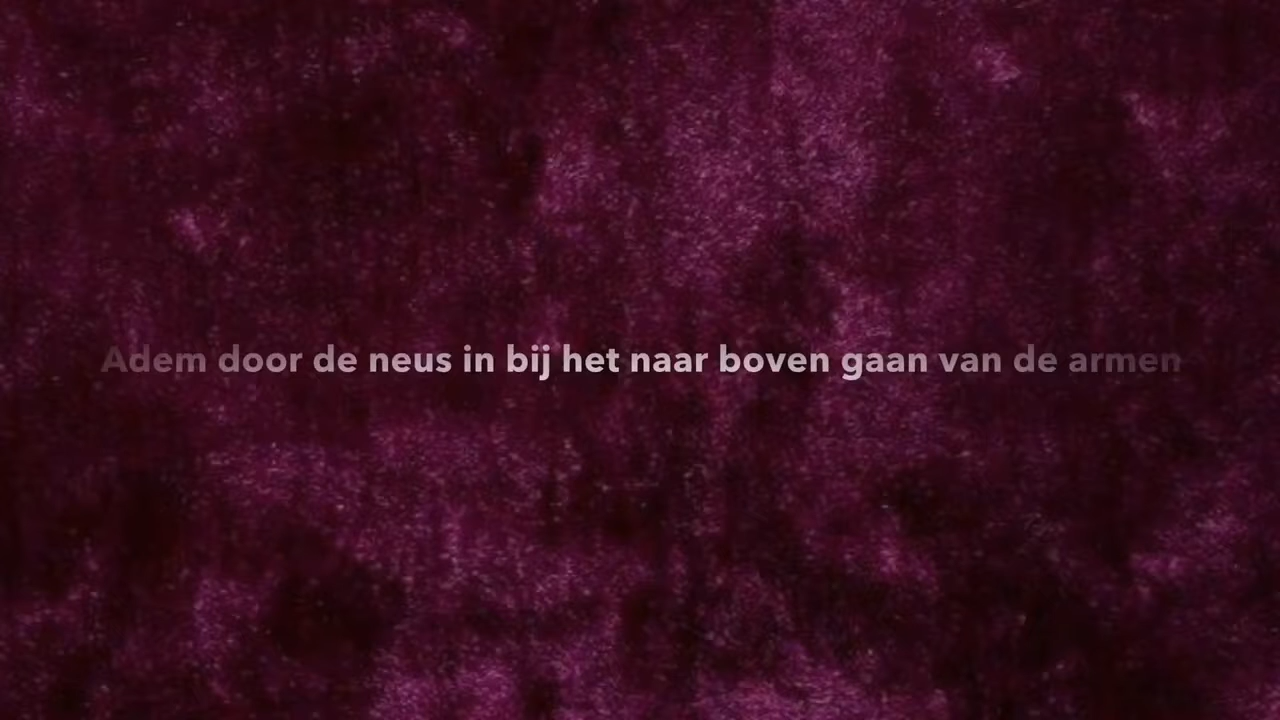 Adem door de neus in bij het naar boven gaan van de armen